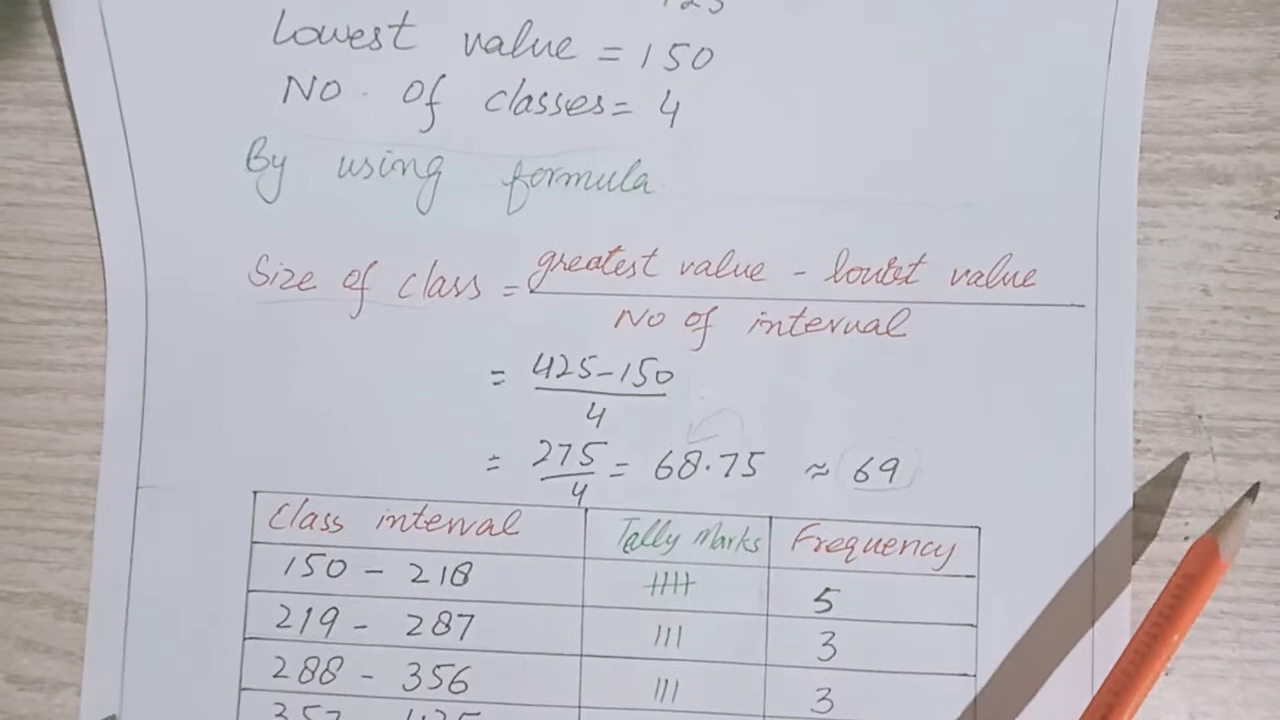 Lowest value = 150
No. of classes = 4
By using formula
Size of class = greatest value - lowest value
No of interval
= 425-150
4
= 275 = 68.75 ≈ 69
4
Class interval Tally Marks Frequency
150 - 218 卌 5
219 - 287 ||| 3
288 - 356 ||| 3